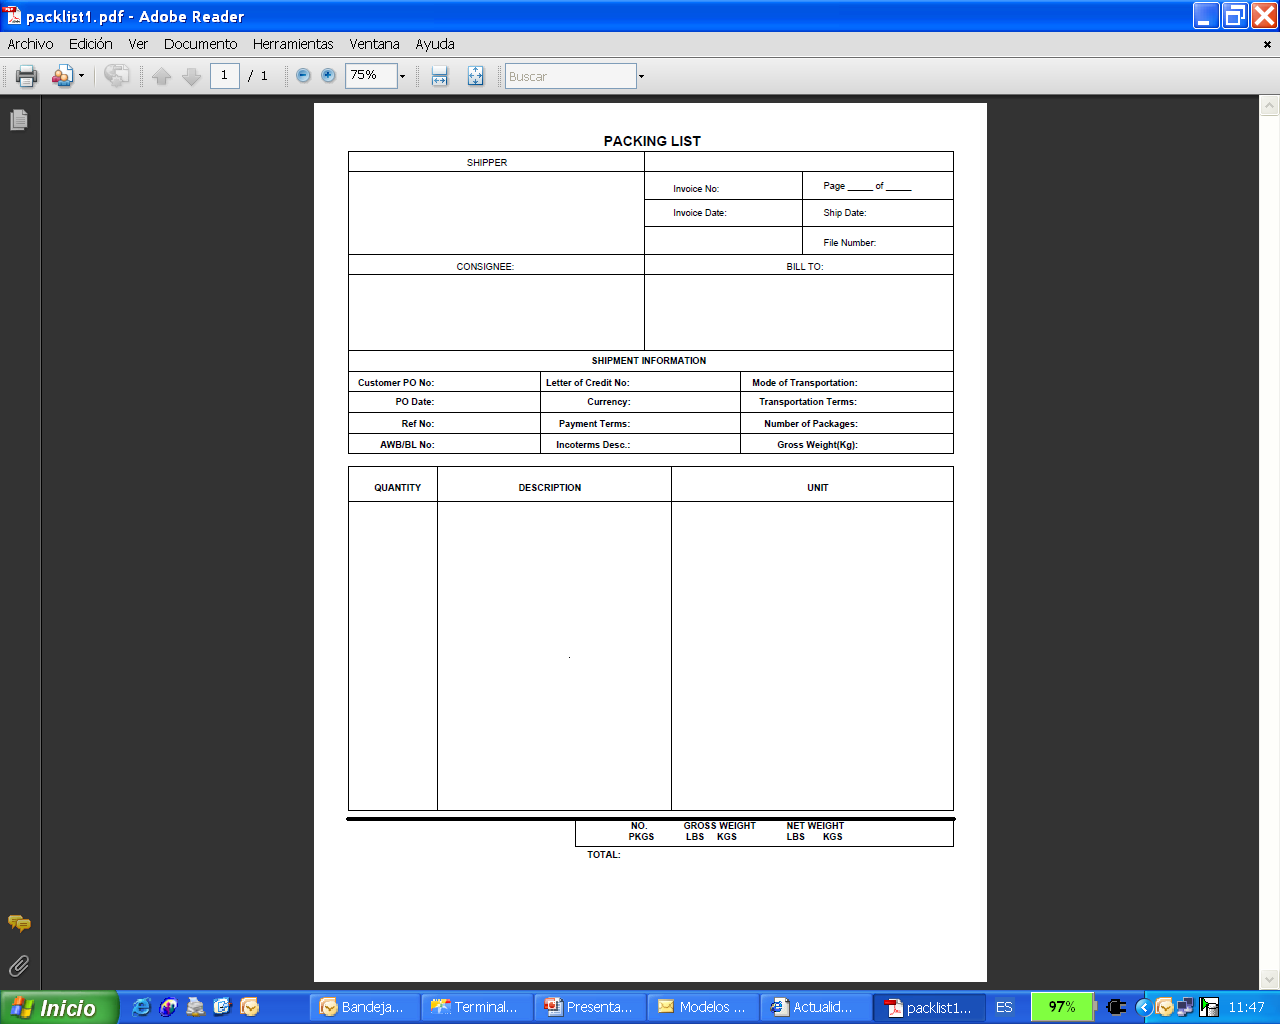 packlist1.pdf - Adobe Reader
Archivo Edición Ver Documento Herramientas Ventana Ayuda
1 / 1 75% Buscar
PACKING LIST
SHIPPER
Invoice No: Page _____ of _____
Invoice Date: Ship Date:
File Number:
CONSIGNEE: BILL TO:
SHIPMENT INFORMATION
Customer PO No: Letter of Credit No: Mode of Transportation:
PO Date: Currency: Transportation Terms:
Ref No: Payment Terms: Number of Packages:
AWB/BL No: Incoterms Desc.: Gross Weight(Kg):
QUANTITY DESCRIPTION UNIT
NO. GROSS WEIGHT NET WEIGHT
PKGS LBS KGS LBS KGS
TOTAL:
Inicio Bandeja... Terminal... Presenta... Modelos ... Actualid... packlist1... ES 97% 11:47